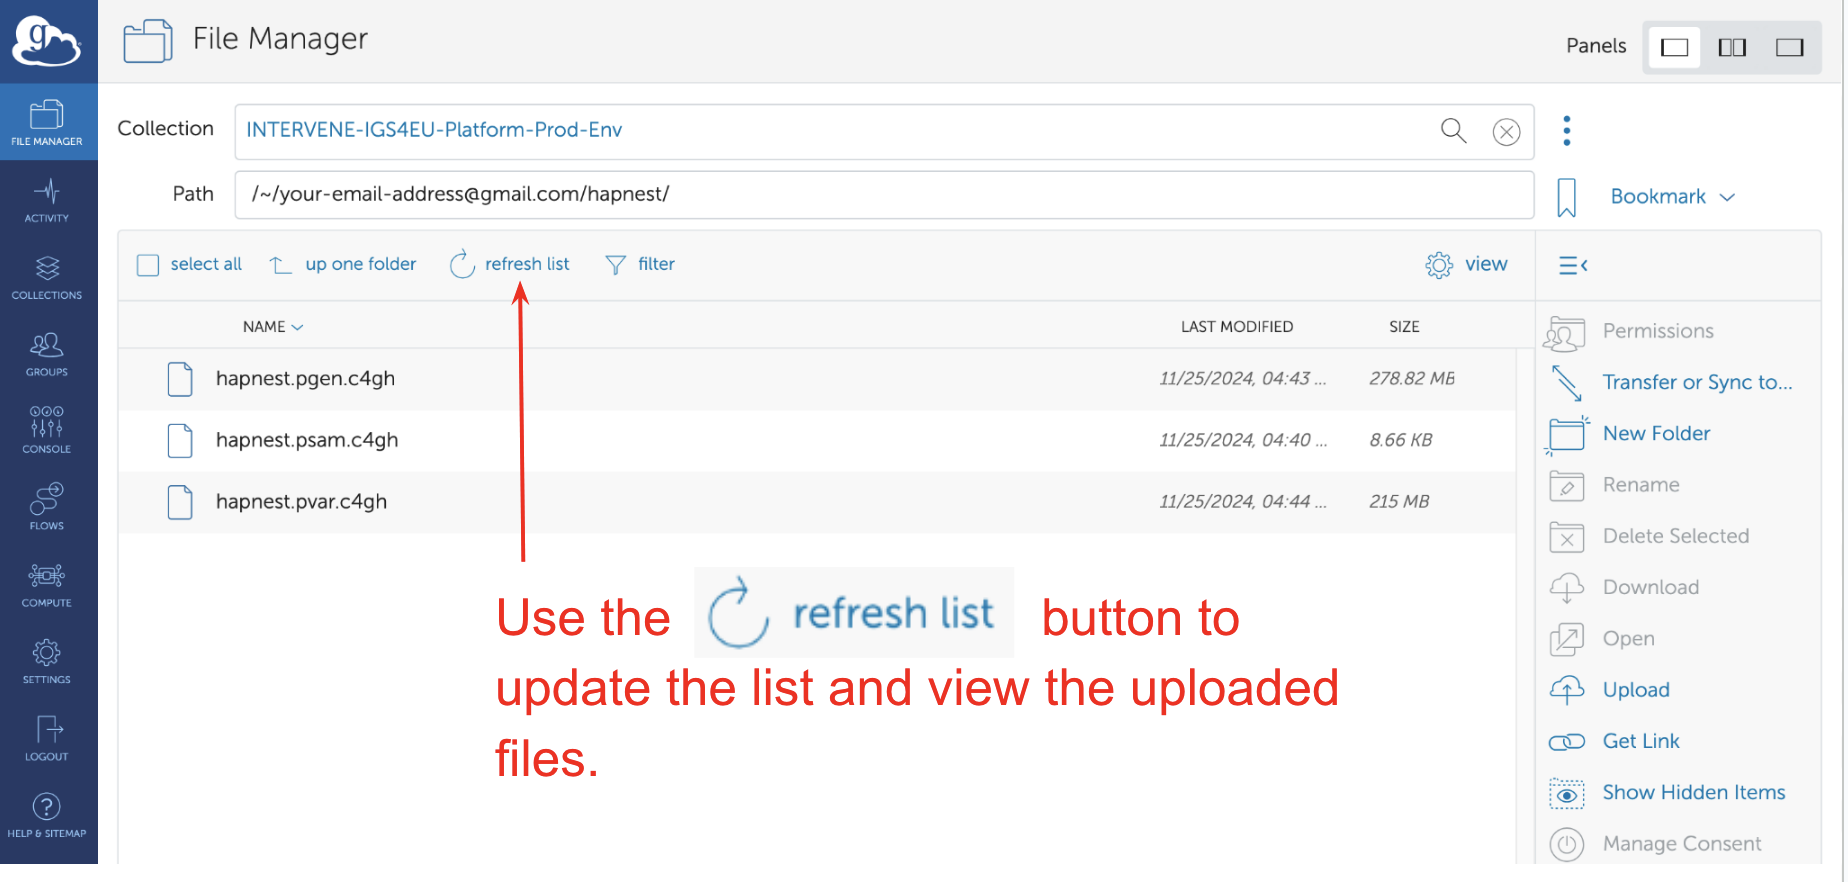 g
File Manager
Panels
FILE MANAGER
Collection
INTERVENE-IGS4EU-Platform-Prod-Env
Path
/~/your-email-address@gmail.com/hapnest/
Bookmark
ACTIVITY
COLLECTIONS
GROUPS
CONSOLE
FLOWS
COMPUTE
SETTINGS
LOGOUT
?
HELP & SITEMAP
select all up one folder refresh list filter view
NAME LAST MODIFIED SIZE
hapnest.pgen.c4gh 11/25/2024, 04:43 ... 278.82 MB
hapnest.psam.c4gh 11/25/2024, 04:40 ... 8.66 KB
hapnest.pvar.c4gh 11/25/2024, 04:44 ... 215 MB
Use the refresh list button to
update the list and view the uploaded
files.
Permissions
Transfer or Sync to...
New Folder
Rename
Delete Selected
Download
Open
Upload
Get Link
Show Hidden Items
Manage Consent